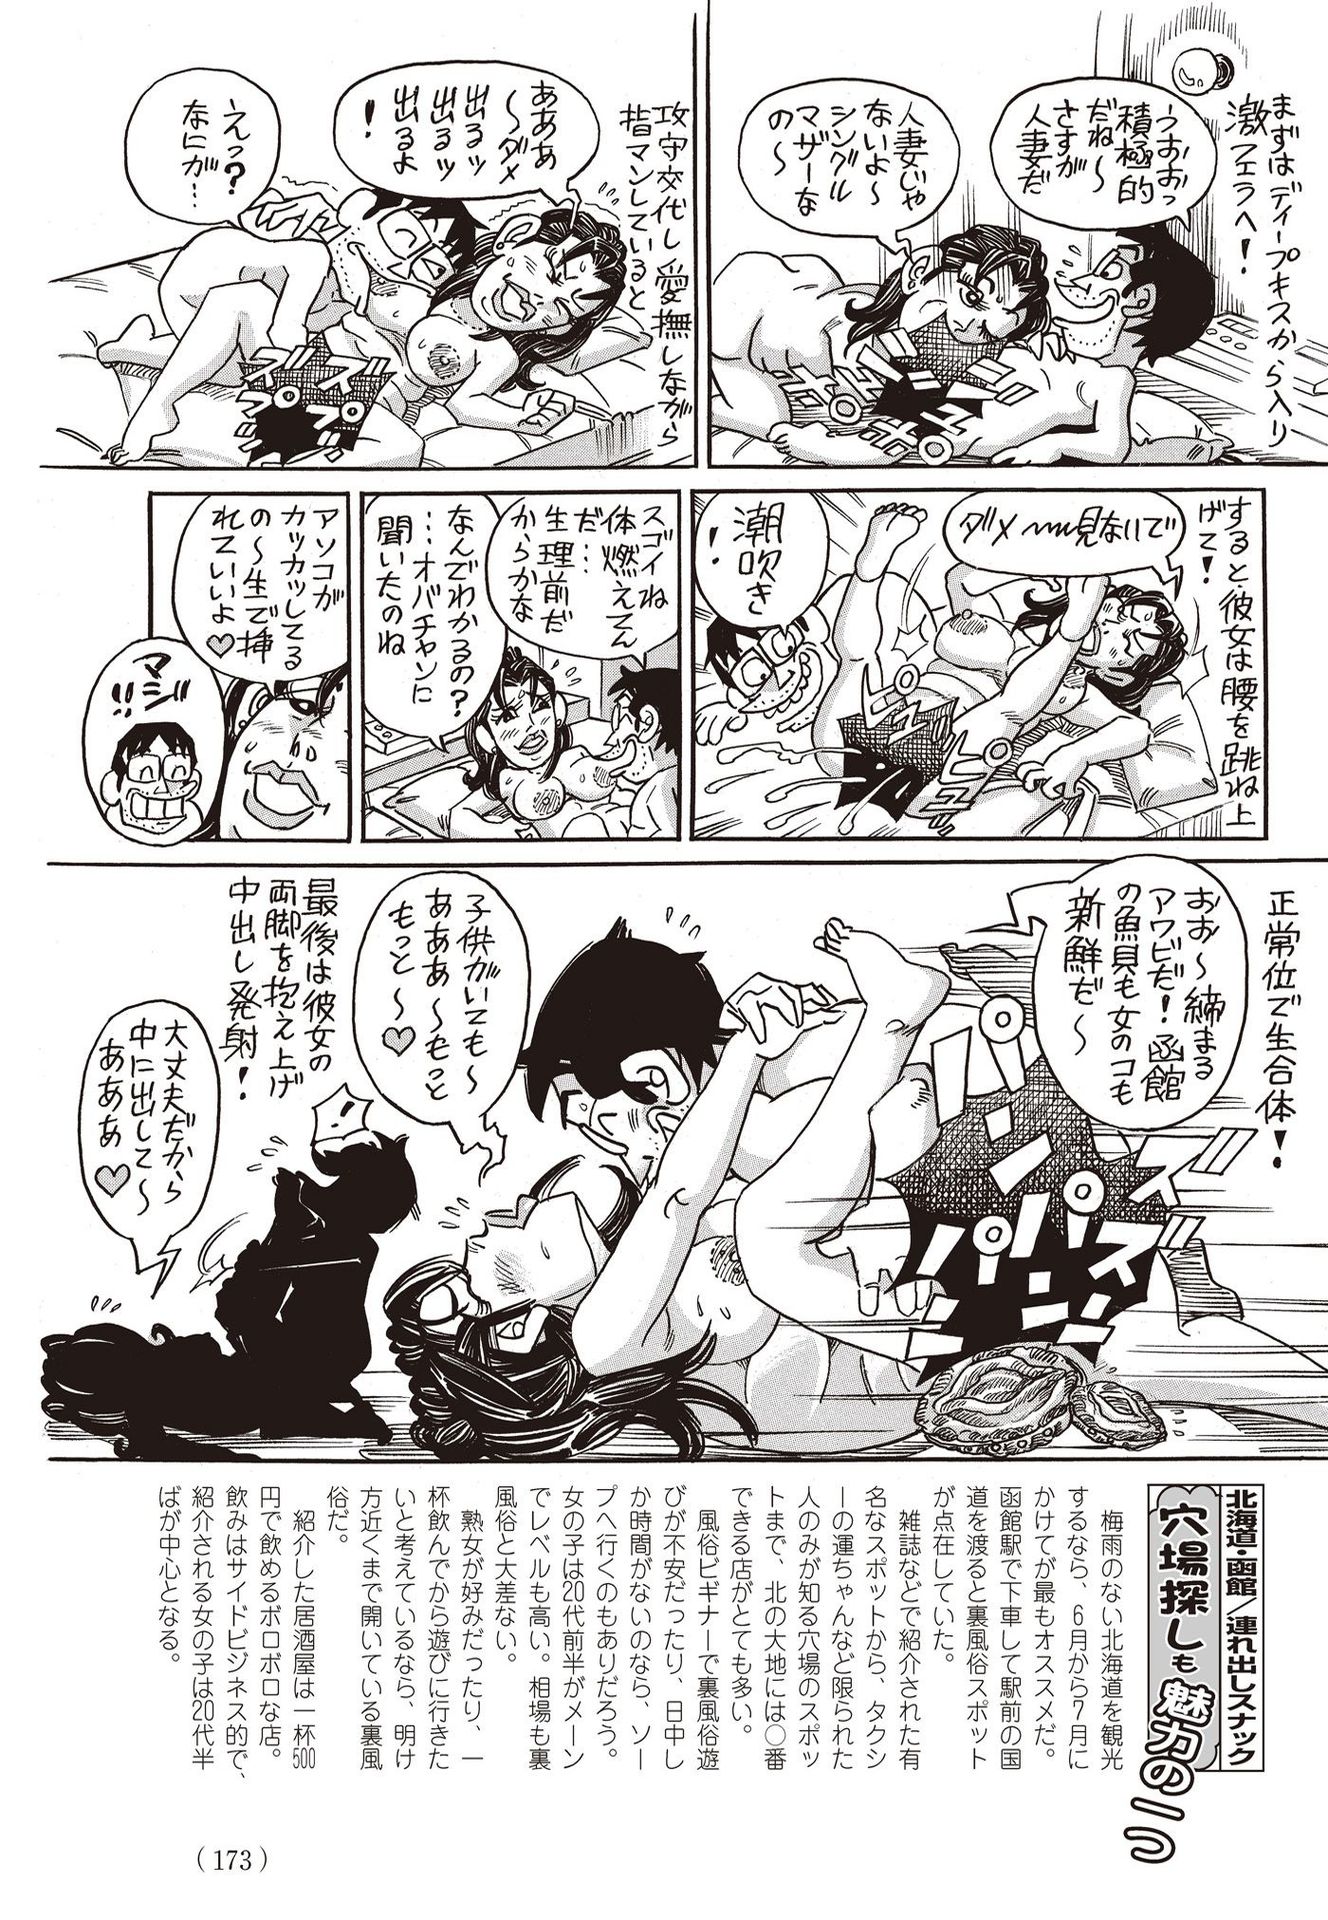 まずはディープキスから入り
激フェラへ！
うおおっ
積極的
だね～
さすが
人妻だ
人妻じゃ
ないよ～
シングル
マザーな
の～
攻守交代し愛撫しながら
指マンしていると
あああ
～ダメ
出るッ
出るッ
出るよ
！
えっ？
なにが…
すると彼女は腰を跳ね上
げて！
ダメ～見ないで
潮吹き
！
スゴイね
体燃えてん
だ…
生理前だ
からかな
なんでわかるの？
…オバチャンに
聞いたのね
アソコが
カッカッしてる
の～生で挿
れていいよ♥
マジ
!!
正常位で生合体！
おお～締まる
アワビだ！函館
の魚貝も女のコも
新鮮だ～
子供がいても～
あああ～もっと
もっと～♥
最後は彼女の
両脚を抱え上げ
中出し発射！
！
大丈夫だから
中に出して～
あああ♥
北海道・函館／連れ出しスナック
穴場探しも魅力の一つ
梅雨のない北海道を観光
するなら、6月から7月に
かけてが最もオススメだ。
函館駅で下車して駅前の国
道を渡ると裏風俗スポット
が点在していた。
雑誌などで紹介された有
名なスポットから、タクシ
ーの運ちゃんなど限られた
人のみが知る穴場のスポッ
トまで、北の大地には○番
できる店がとても多い。
風俗ビギナーで裏風俗遊
びが不安だったり、日中し
か時間がないのなら、ソー
プへ行くのもありだろう。
女の子は20代前半がメーン
でレベルも高い。相場も裏
風俗と大差ない。
熟女が好みだったり、一
杯飲んでから遊びに行きた
いと考えているなら、明け
方近くまで開いている裏風
俗だ。
紹介した居酒屋は一杯500
円で飲めるボロボロな店。
飲みはサイドビジネス的で、
紹介される女の子は20代半
ばが中心となる。
（173）